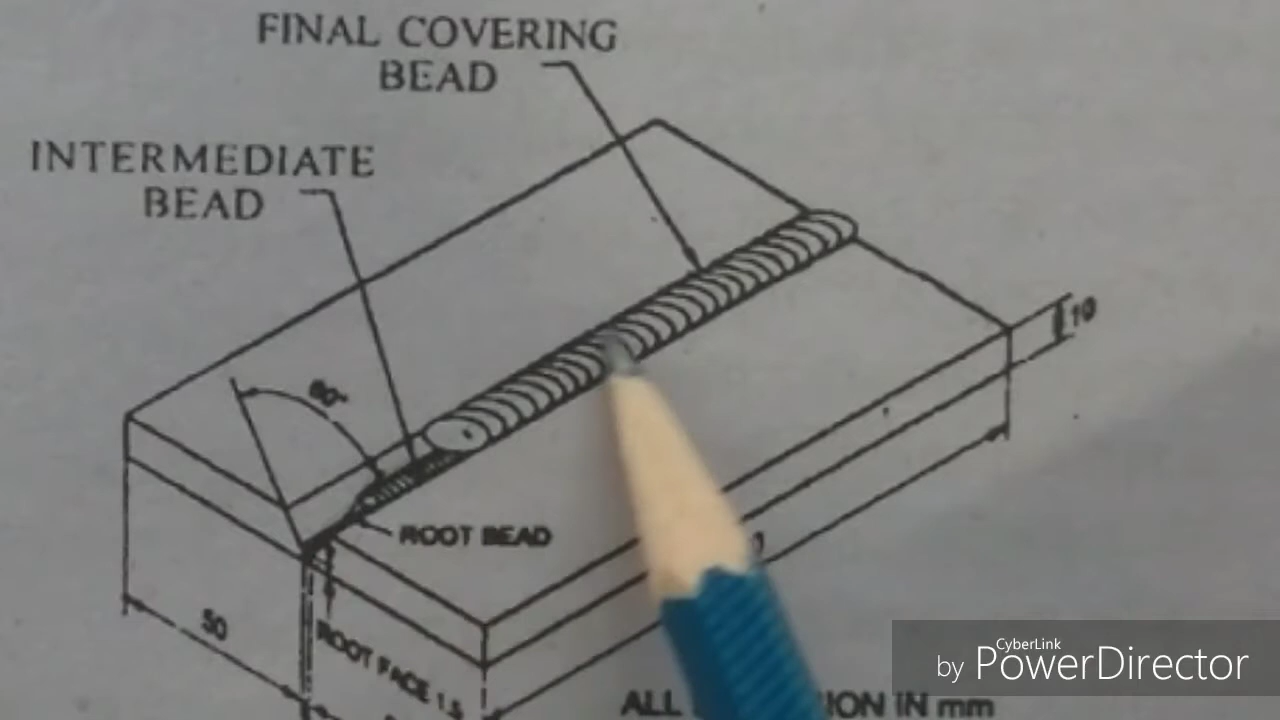 FINAL COVERING
BEAD
INTERMEDIATE
BEAD
10
60°
ROOT BEAD
50
ROOT FACE 1.5
ALL
ION IN mm
CyberLink
by PowerDirector